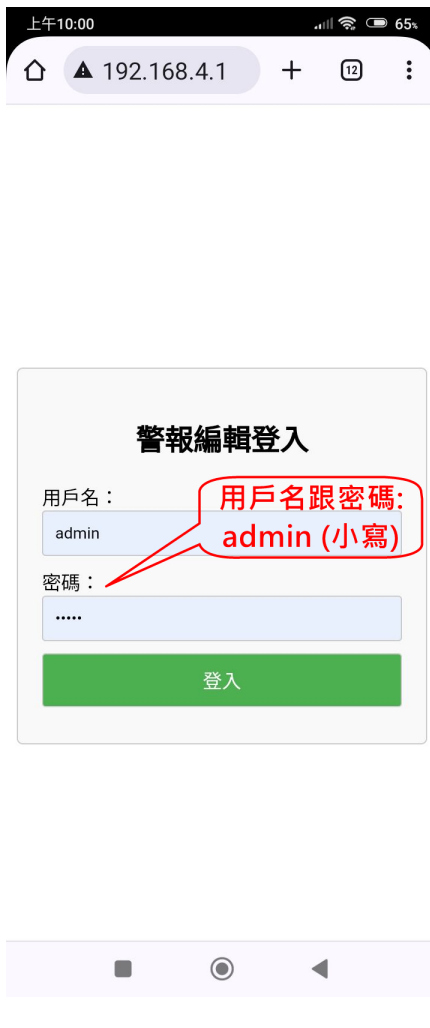 上午10:00
65%
192.168.4.1
12
警報編輯登入
用戶名：
用戶名跟密碼:
admin
admin (小寫)
密碼：
•••••
登入